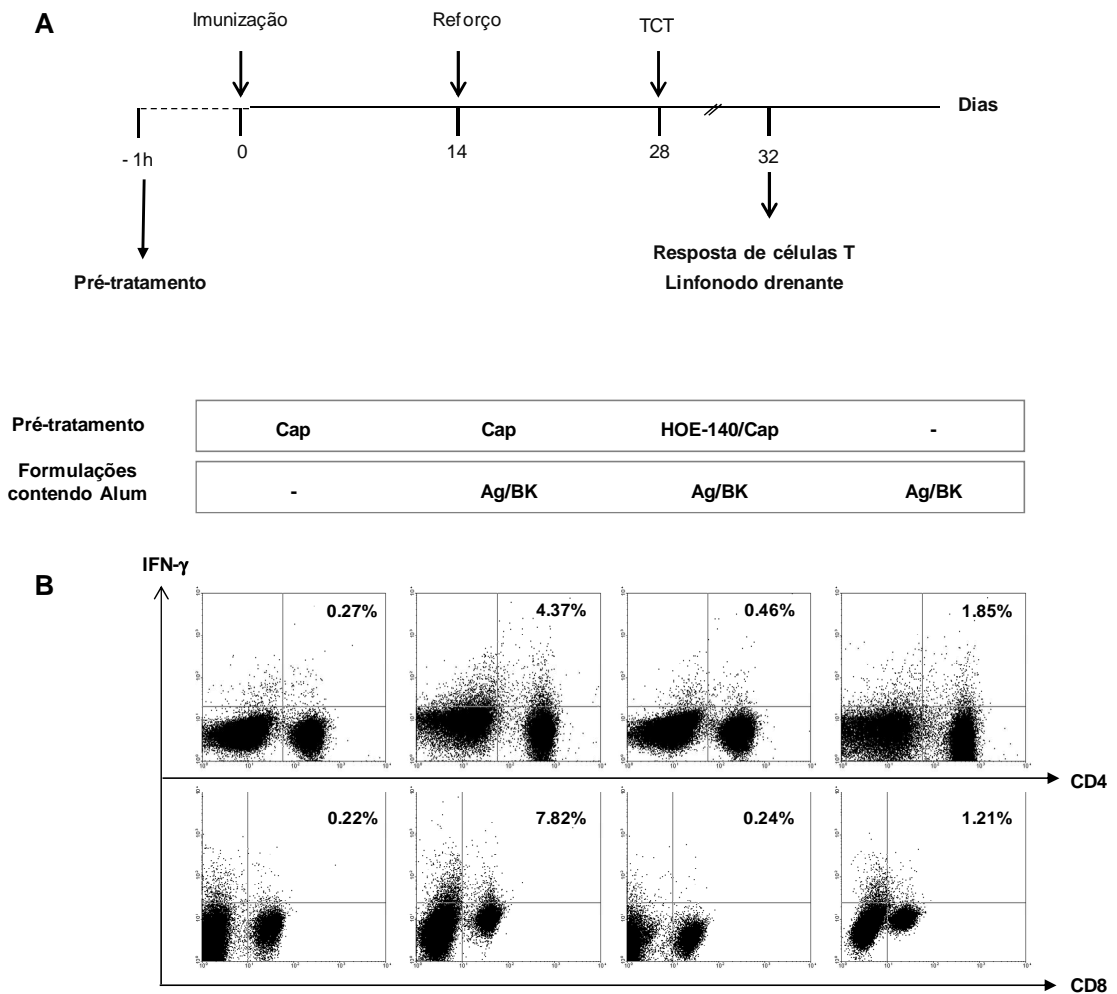 A
Imunização Reforço TCT
Dias
- 1h 0 14 28 32
Pré-tratamento
Resposta de células T
Linfonodo drenante
Pré-tratamento Cap Cap HOE-140/Cap -
Formulações
contendo Alum - Ag/BK Ag/BK Ag/BK
B
IFN-γ
0.27% 4.37% 0.46% 1.85%
CD4
0.22% 7.82% 0.24% 1.21%
CD8